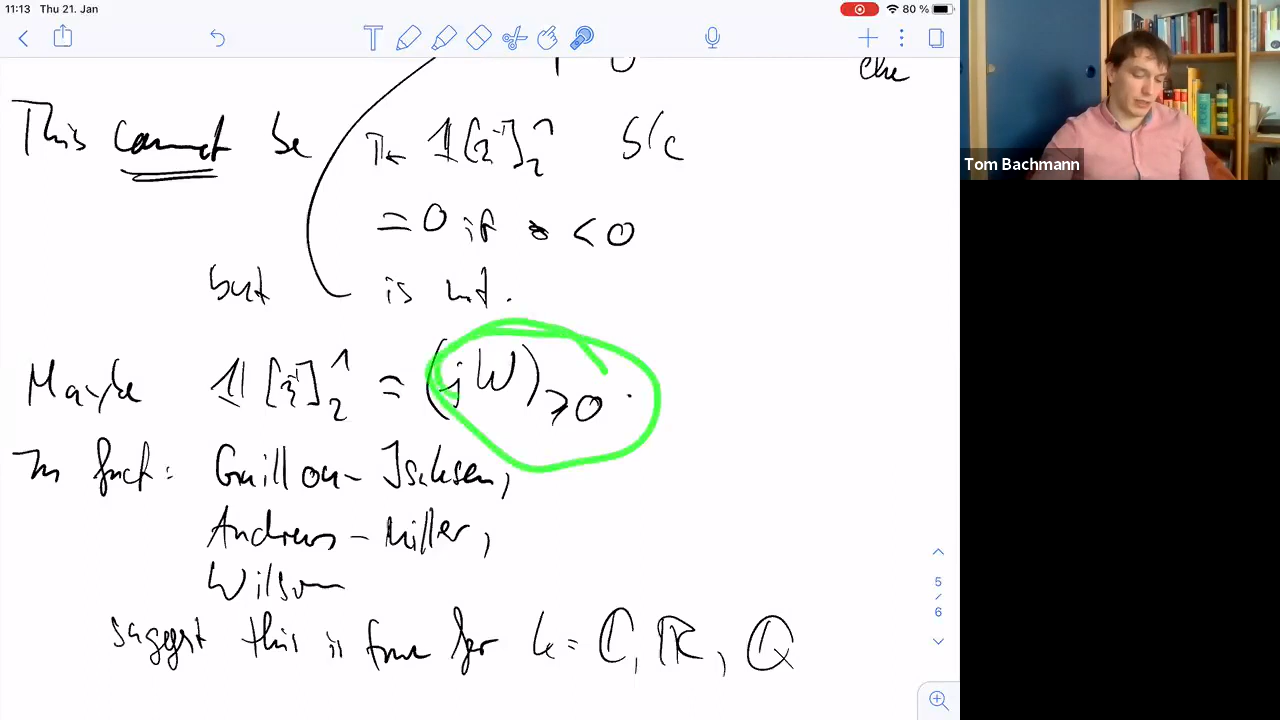 11:13 Thu 21. Jan
80 %
This cannot be π* 𝟙[η⁻¹]₂^ b/c
= 0 if * < 0
but is not.
Maybe 𝟙[η⁻¹]₂^ = (jW)≥0.
In fact: Guillou-Isaksen,
Andrews-Miller,
Wilson
suggest this is true for k = ℂ, ℝ, ℚ
5
/
6
Tom Bachmann